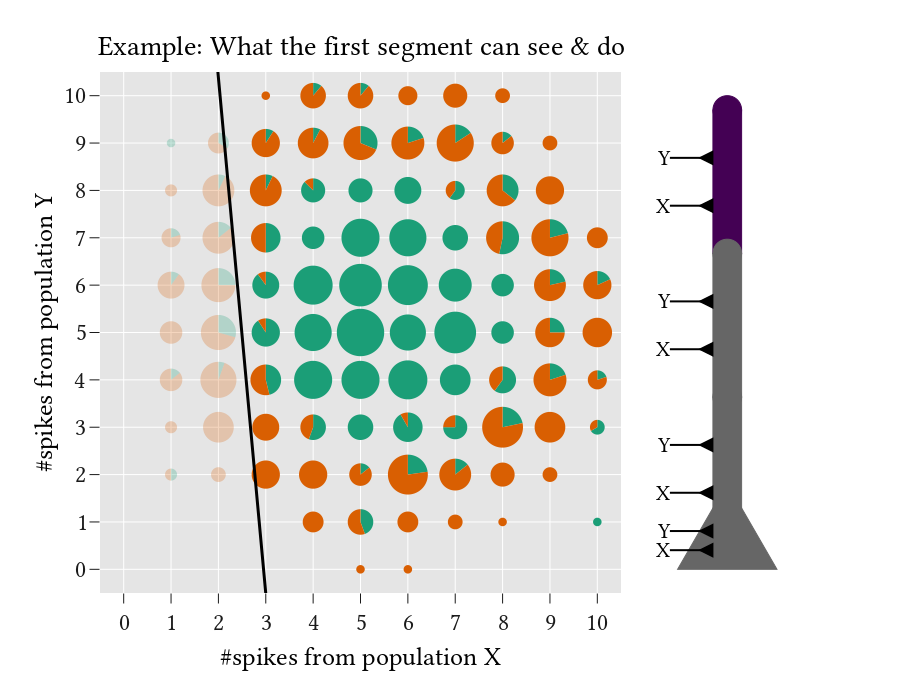 Example: What the first segment can see & do
#spikes from population Y
10
9
8
7
6
5
4
3
2
1
0
0 1 2 3 4 5 6 7 8 9 10
#spikes from population X
Y
X
Y
X
Y
X
Y
X